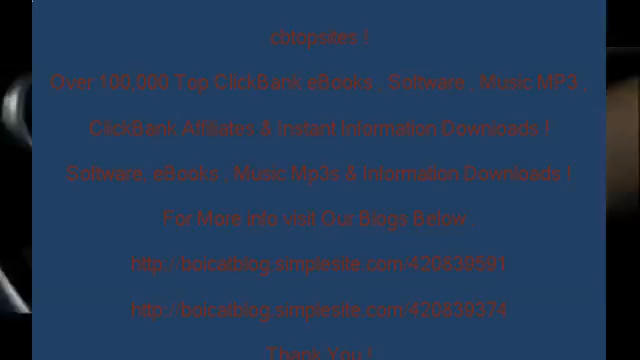 cbtopsites !
Over 100,000 Top ClickBank eBooks , Software , Music MP3 ,
ClickBank Affiliates & Instant Information Downloads !
Software, eBooks , Music Mp3s & Information Downloads !
For More info visit Our Blogs Below .
http://boicalblog.simplesite.com/420839591
http://boicalblog.simplesite.com/420839374
Thank You !